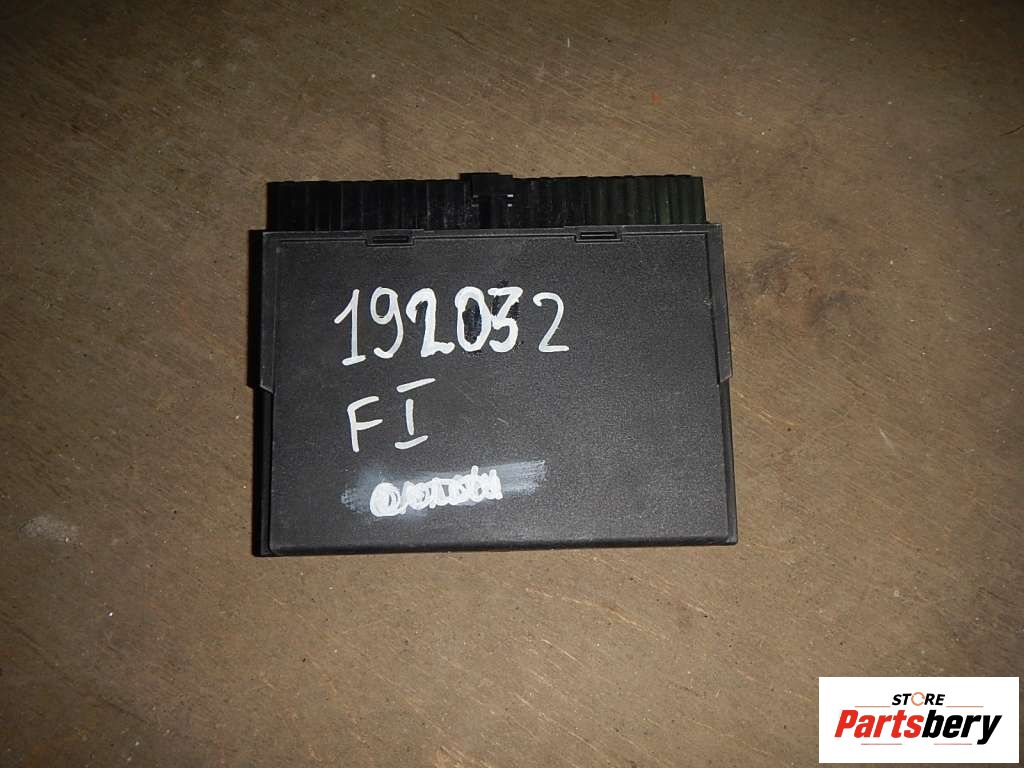 192032
FI
STORE
Partsbery